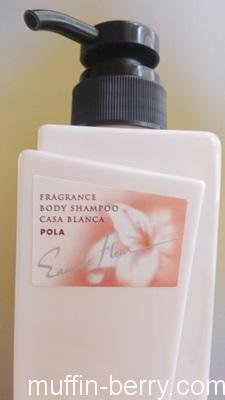 FRAGRANCE
BODY SHAMPOO
CASA BLANCA
POLA
muffin-berry.com